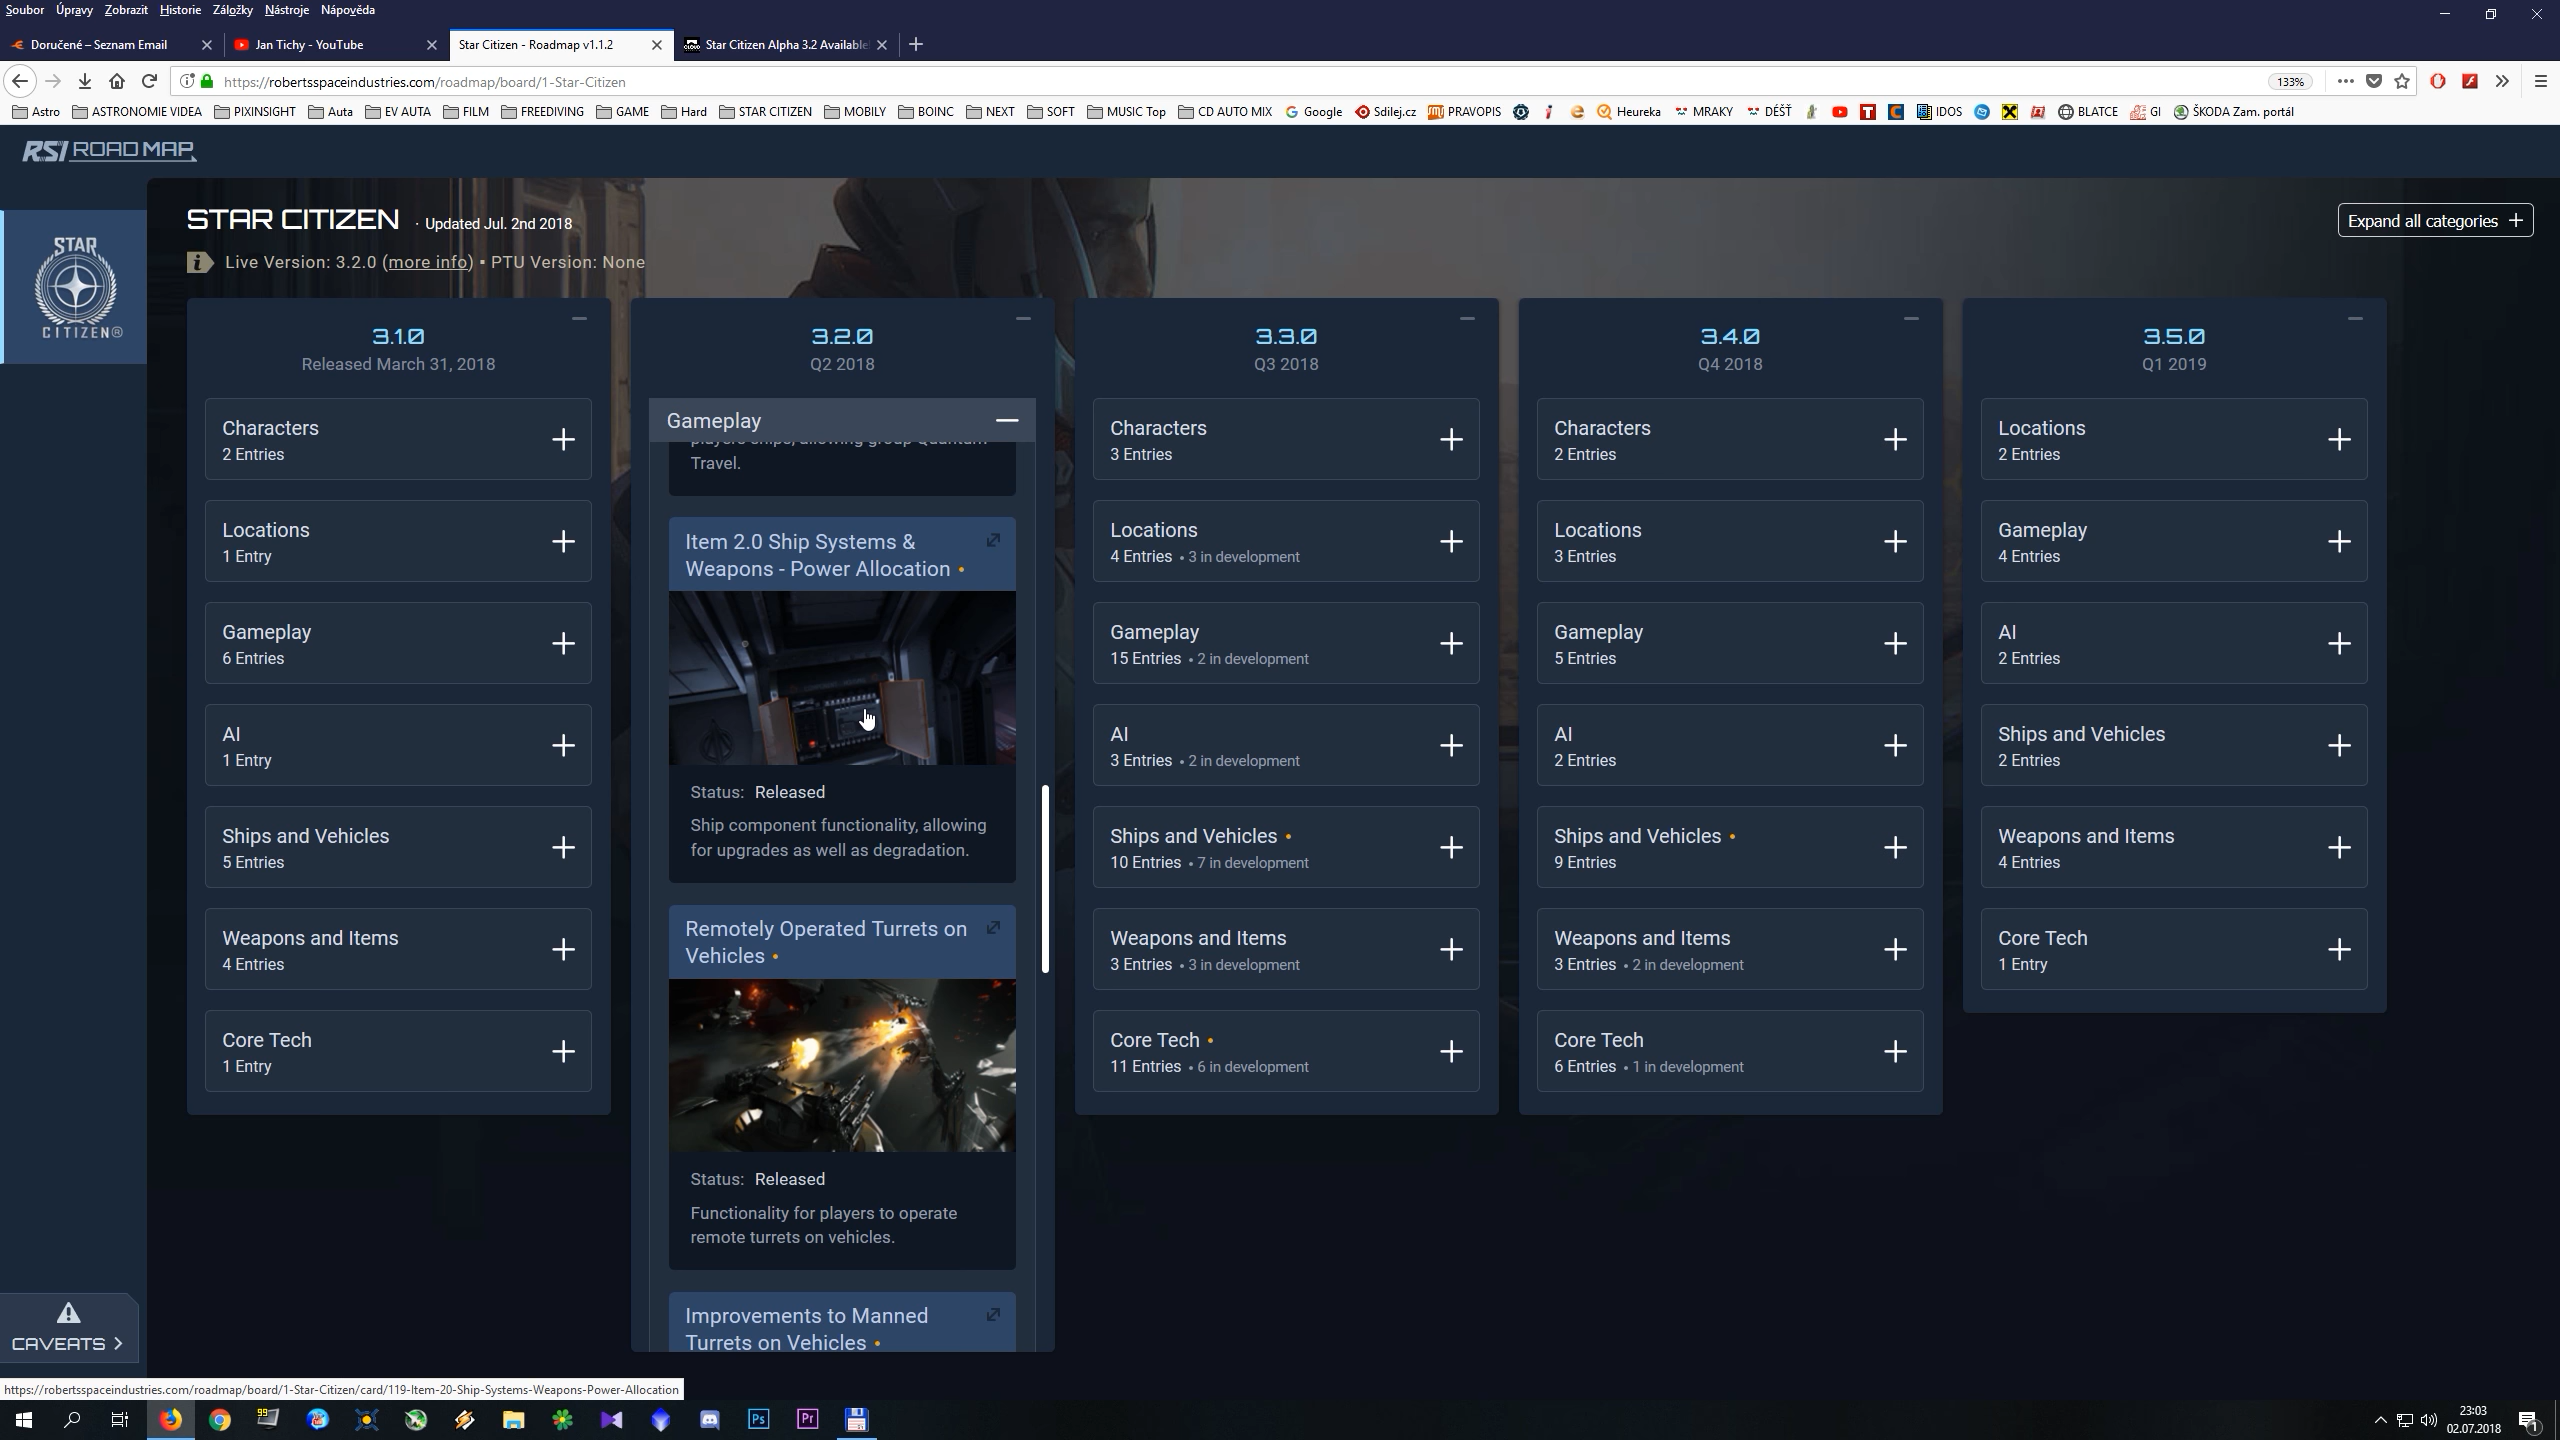 Soubor Úpravy Zobrazit Historie Záložky Nástroje Nápověda
Doručené – Seznam Email
Jan Tichy - YouTube
Star Citizen - Roadmap v1.1.2
Star Citizen Alpha 3.2 Available
https://robertsspaceindustries.com/roadmap/board/1-Star-Citizen
133%
Astro ASTRONOMIE VIDEA PIXINSIGHT Auta EV AUTA FILM FREEDIVING GAME Hard STAR CITIZEN MOBILY BOINC NEXT SOFT MUSIC Top CD AUTO MIX Google Sdilej.cz PRAVOPIS Heureka MRAKY DÉŠŤ IDOS BLATCE GI ŠKODA Zam. portál
RSI ROADMAP
STAR
CITIZEN®
STAR CITIZEN · Updated Jul. 2nd 2018
Expand all categories
Live Version: 3.2.0 (more info) • PTU Version: None
3.1.0
Released March 31, 2018
Characters
2 Entries
Locations
1 Entry
Gameplay
6 Entries
AI
1 Entry
Ships and Vehicles
5 Entries
Weapons and Items
4 Entries
Core Tech
1 Entry
3.2.0
Q2 2018
Gameplay
players ships, allowing group Quantum
Travel.
Item 2.0 Ship Systems &
Weapons - Power Allocation •
Status: Released
Ship component functionality, allowing
for upgrades as well as degradation.
Remotely Operated Turrets on
Vehicles •
Status: Released
Functionality for players to operate
remote turrets on vehicles.
Improvements to Manned
Turrets on Vehicles •
3.3.0
Q3 2018
Characters
3 Entries
Locations
4 Entries • 3 in development
Gameplay
15 Entries • 2 in development
AI
3 Entries • 2 in development
Ships and Vehicles •
10 Entries • 7 in development
Weapons and Items
3 Entries • 3 in development
Core Tech •
11 Entries • 6 in development
3.4.0
Q4 2018
Characters
2 Entries
Locations
3 Entries
Gameplay
5 Entries
AI
2 Entries
Ships and Vehicles •
9 Entries
Weapons and Items
3 Entries • 2 in development
Core Tech
6 Entries • 1 in development
3.5.0
Q1 2019
Locations
2 Entries
Gameplay
4 Entries
AI
2 Entries
Ships and Vehicles
2 Entries
Weapons and Items
4 Entries
Core Tech
1 Entry
CAVEATS
https://robertsspaceindustries.com/roadmap/board/1-Star-Citizen/card/119-Item-20-Ship-Systems-Weapons-Power-Allocation
99
Ps
Pr
23:03
02.07.2018
1